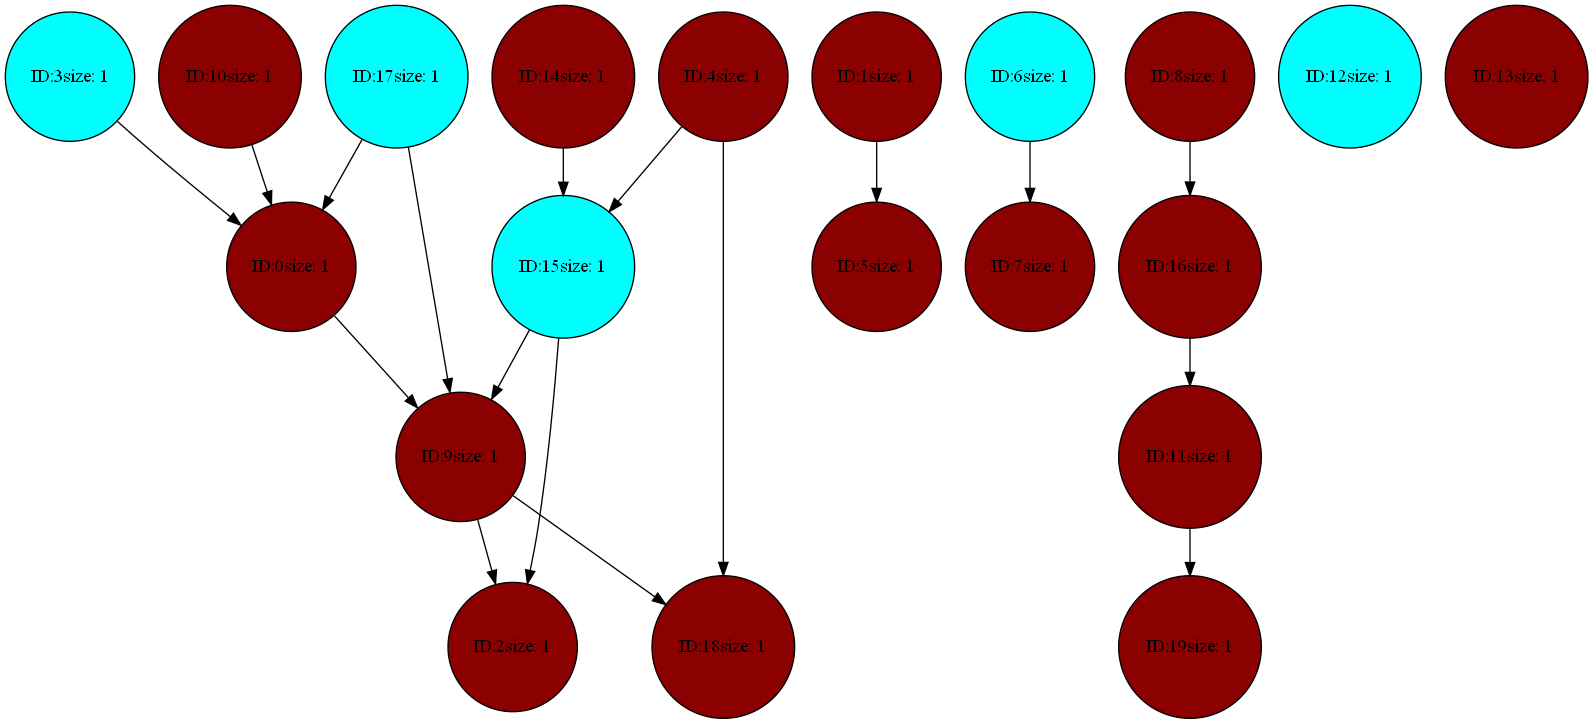 ID:3size: 1
ID:10size: 1
ID:17size: 1
ID:14size: 1
ID:4size: 1
ID:1size: 1
ID:6size: 1
ID:8size: 1
ID:12size: 1
ID:13size: 1
ID:0size: 1
ID:15size: 1
ID:5size: 1
ID:7size: 1
ID:16size: 1
ID:9size: 1
ID:11size: 1
ID:2size: 1
ID:18size: 1
ID:19size: 1